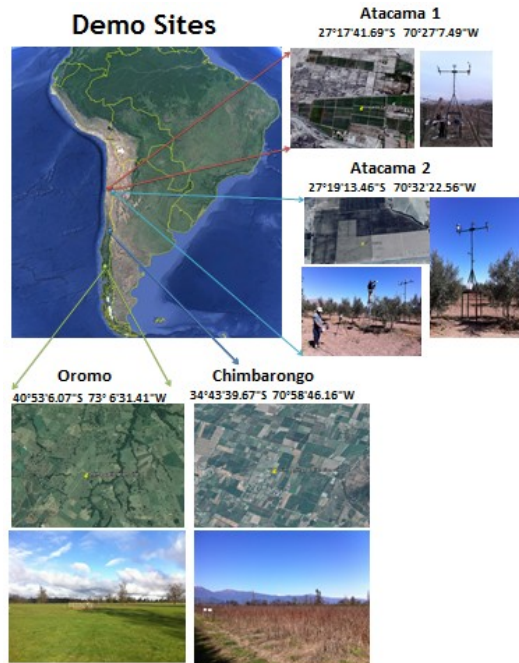 Demo Sites
Atacama 1
27°17'41.69"S 70°27'7.49"W
Atacama 2
27°19'13.46"S 70°32'22.56"W
Oromo
40°53'6.07"S 73° 6'31.41"W
Chimbarongo
34°43'39.67"S 70°58'46.16"W